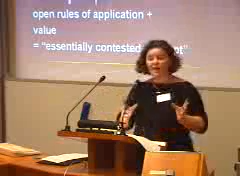 open rules of application +
value
= "essentially contested